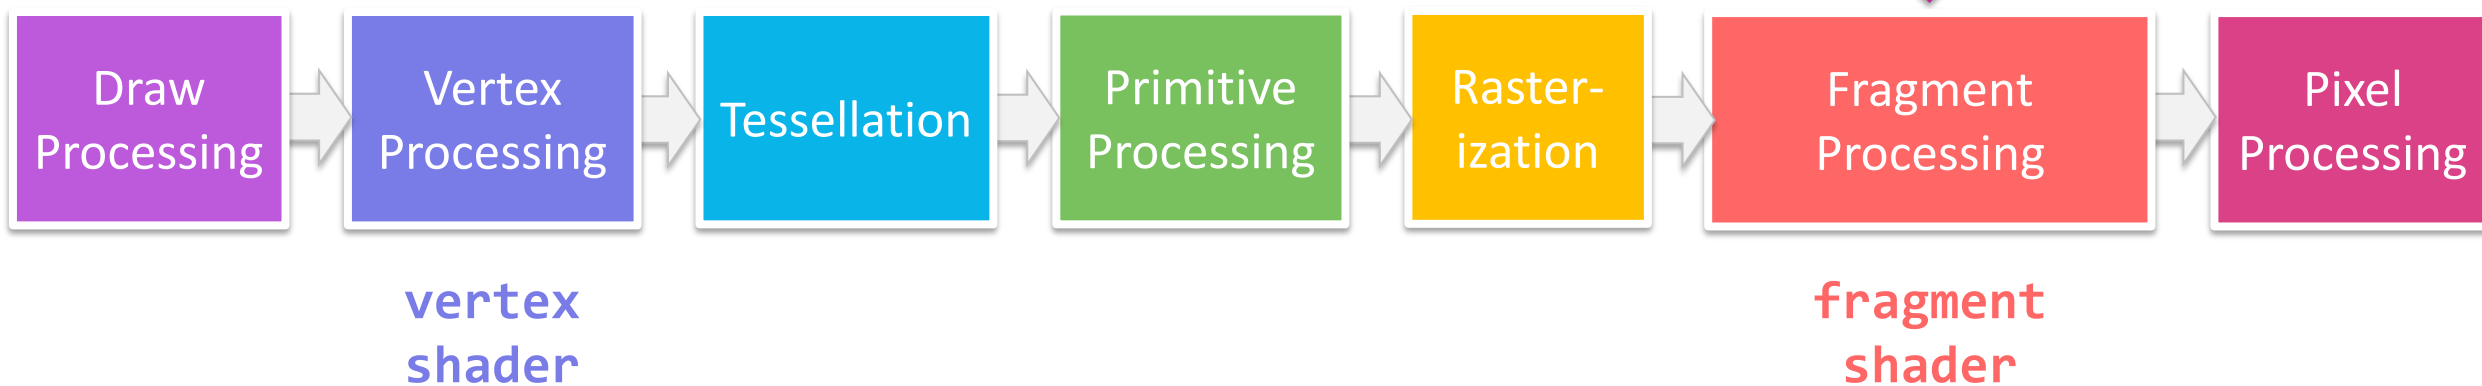 Draw
Processing
Vertex
Processing
Tessellation
Primitive
Processing
Raster-
ization
Fragment
Processing
Pixel
Processing
vertex
shader
fragment
shader